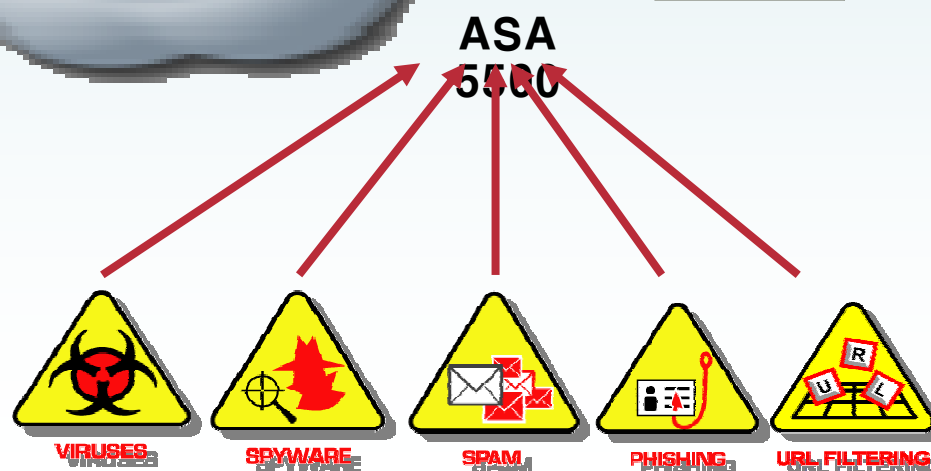 ASA
5500
U R L
VIRUSES SPYWARE SPAM PHISHING URL FILTERING